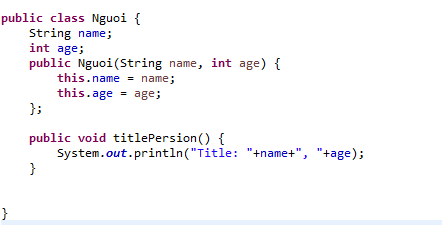 public class Nguoi {
    String name;
    int age;
    public Nguoi(String name, int age) {
        this.name = name;
        this.age = age;
    };

    public void titlePersion() {
        System.out.println("Title: "+name+", "+age);
    }


}